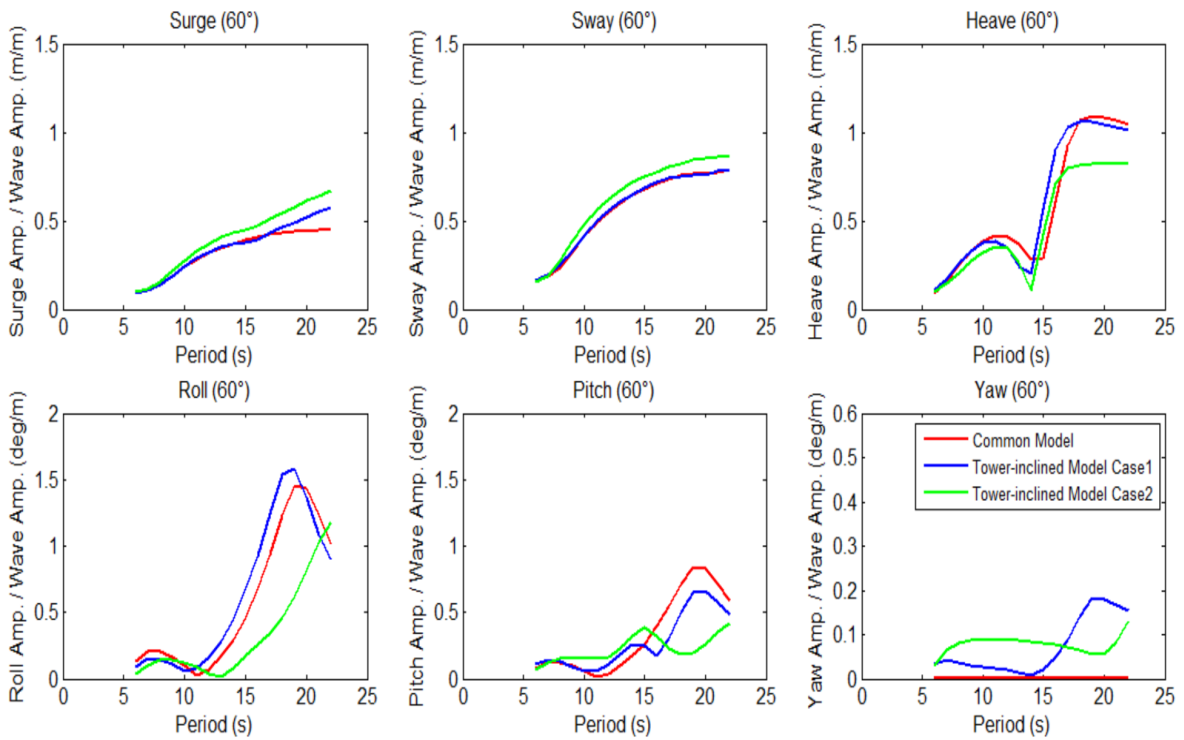 Surge (60°)
Surge Amp. / Wave Amp. (m/m)
1.5
1
0.5
0
0 5 10 15 20 25
Period (s)
Sway (60°)
Sway Amp. / Wave Amp. (m/m)
1.5
1
0.5
0
0 5 10 15 20 25
Period (s)
Heave (60°)
Heave Amp. / Wave Amp. (m/m)
1.5
1
0.5
0
0 5 10 15 20 25
Period (s)
Roll (60°)
Roll Amp. / Wave Amp. (deg/m)
2
1.5
1
0.5
0
0 5 10 15 20 25
Period (s)
Pitch (60°)
Pitch Amp. / Wave Amp. (deg/m)
2
1.5
1
0.5
0
0 5 10 15 20 25
Period (s)
Yaw (60°)
Yaw Amp. / Wave Amp. (deg/m)
0.6
0.5
0.4
0.3
0.2
0.1
0
0 5 10 15 20 25
Period (s)
Common Model
Tower-inclined Model Case1
Tower-inclined Model Case2